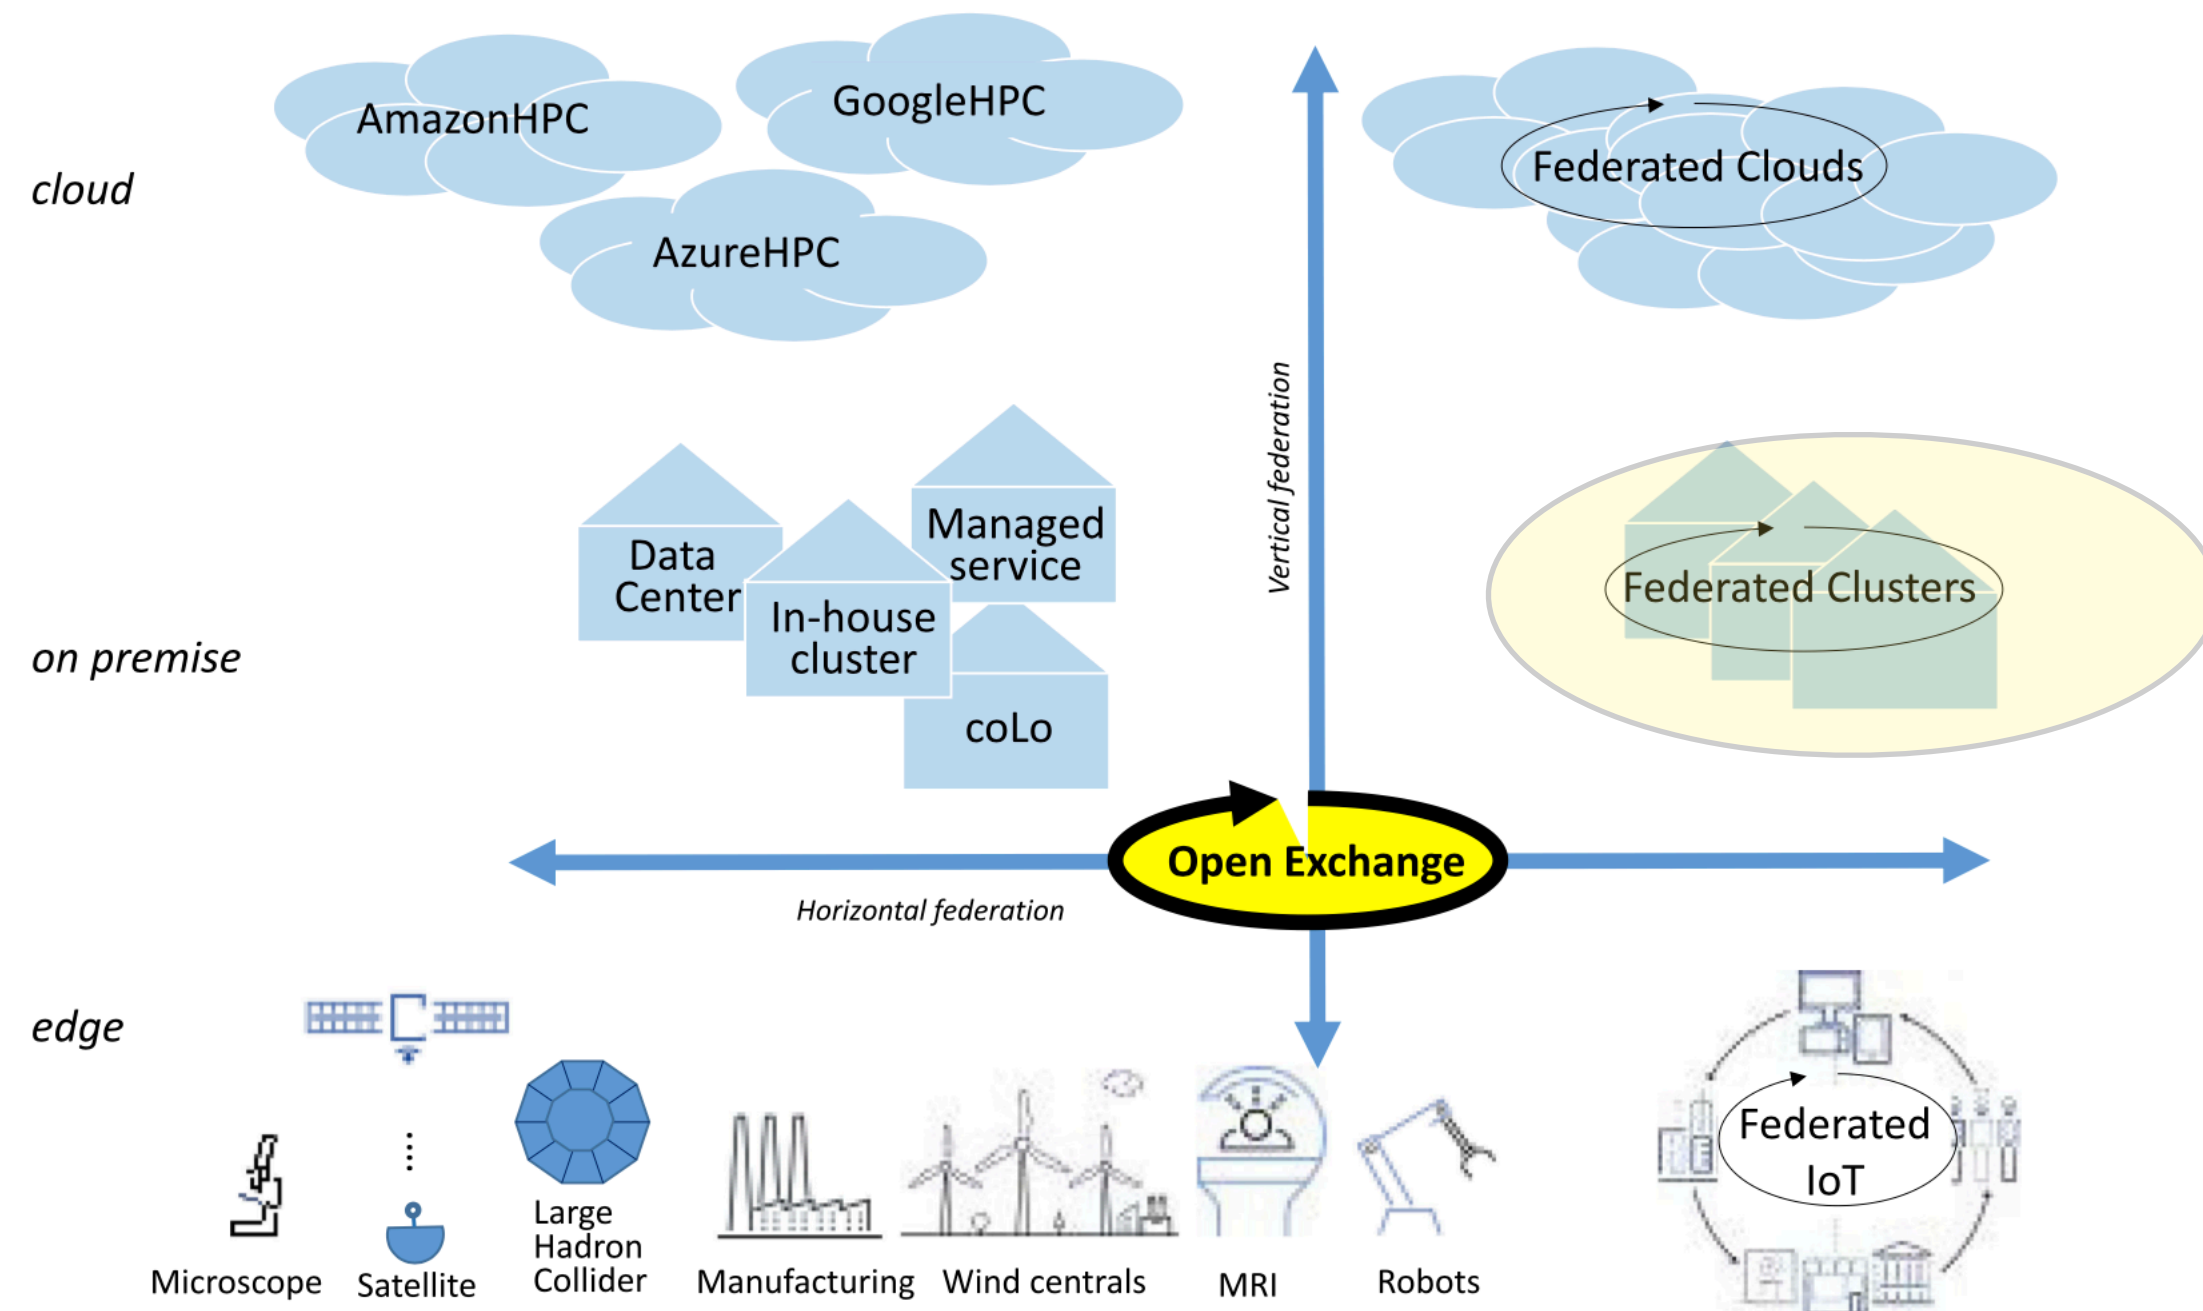 AmazonHPC
GoogleHPC
AzureHPC
Federated Clouds
cloud
Vertical federation
Data
Center
In-house
cluster
Managed
service
coLo
Federated Clusters
on premise
Open Exchange
Horizontal federation
edge
Microscope
Satellite
Large
Hadron
Collider
Manufacturing
Wind centrals
MRI
Robots
Federated
IoT